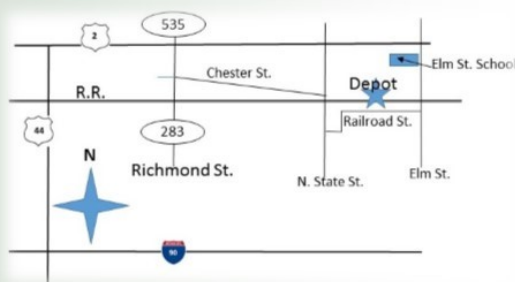 535
2
Elm St. School
Chester St.
Depot
R.R.
Railroad St.
44
283
N
Richmond St.
N. State St.
Elm St.
90